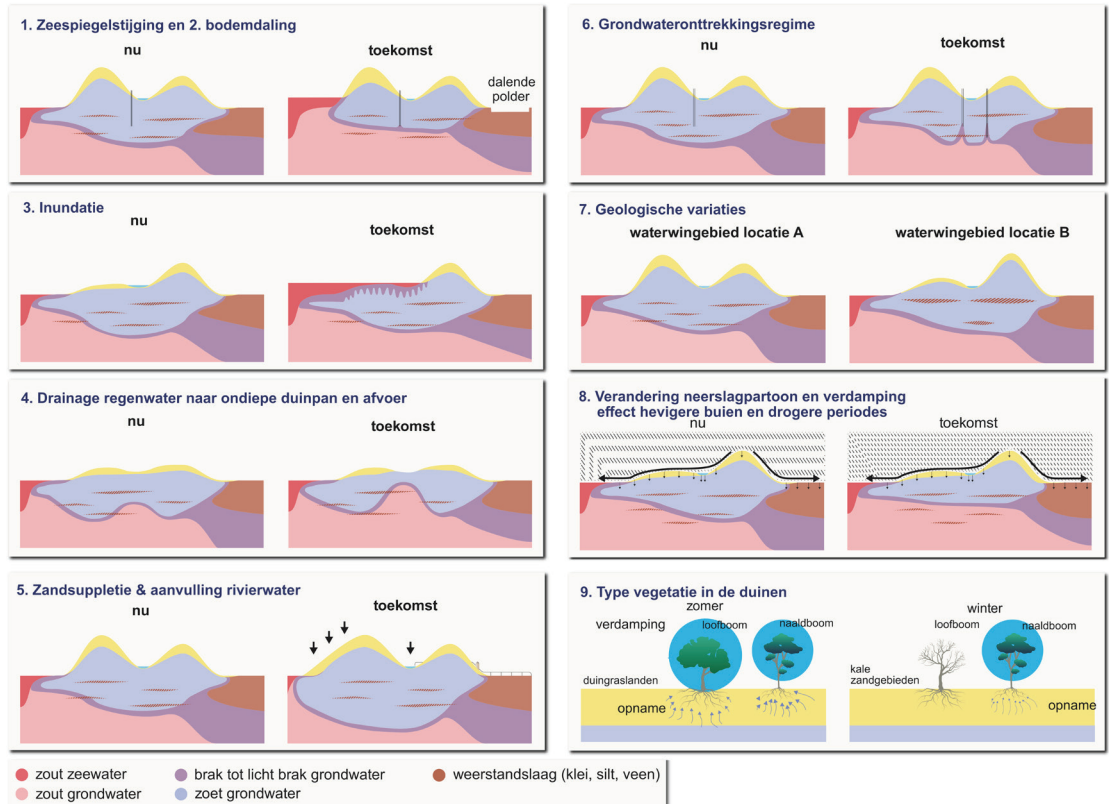 1. Zeespiegelstijging en 2. bodemdaling
nu
toekomst
dalende
polder
3. Inundatie
nu
toekomst
4. Drainage regenwater naar ondiepe duinpan en afvoer
nu
toekomst
5. Zandsuppletie & aanvulling rivierwater
nu
toekomst
6. Grondwateronttrekkingsregime
nu
toekomst
7. Geologische variaties
waterwingebied locatie A
waterwingebied locatie B
8. Verandering neerslagpartoon en verdamping
effect hevigere buien en drogere periodes
nu
toekomst
9. Type vegetatie in de duinen
zomer
verdamping
loofboom
naaldboom
duingraslanden
opname
winter
loofboom
naaldboom
kale
zandgebieden
opname
zout zeewater
brak tot licht brak grondwater
weerstandslaag (klei, silt, veen)
zout grondwater
zoet grondwater